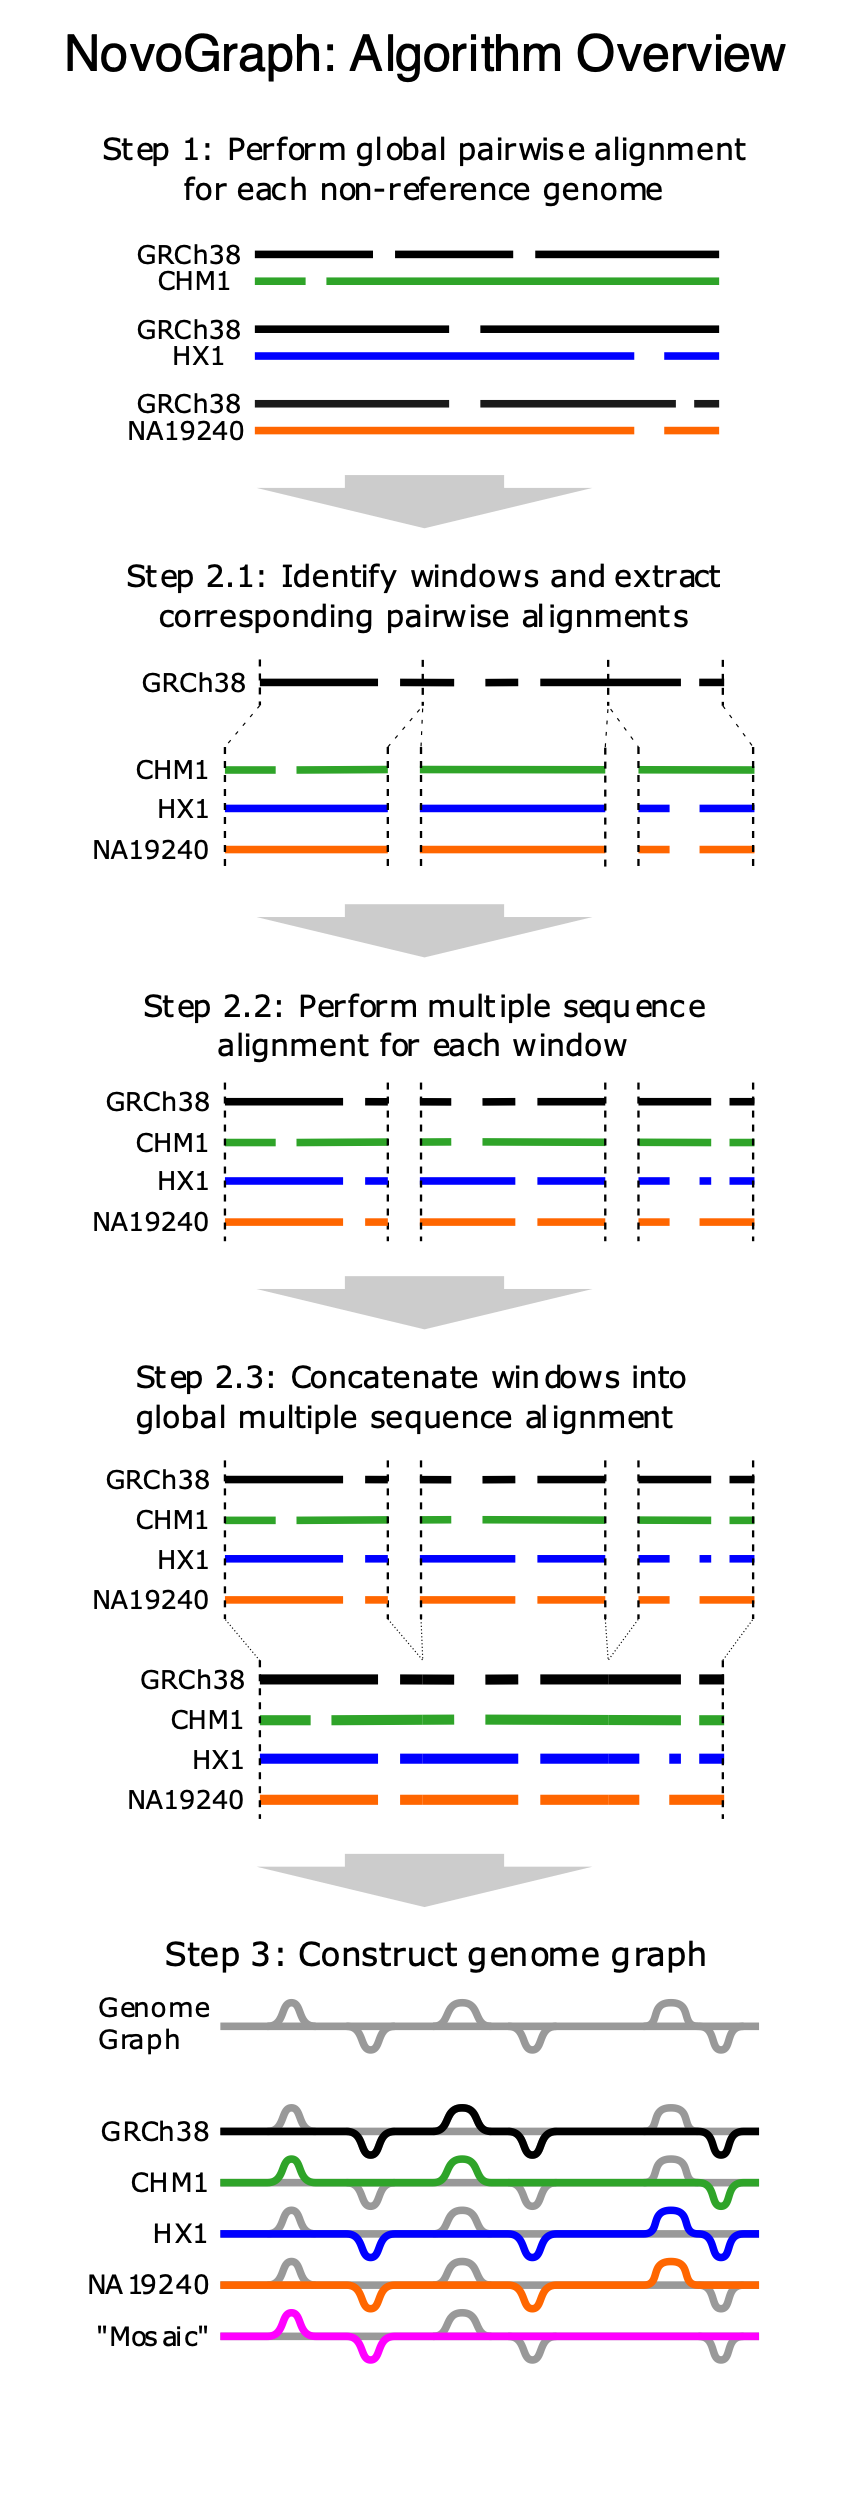 NovoGraph: Algorithm Overview
Step 1: Perform global pairwise alignment
for each non-reference genome
GRCh38
CHM1
GRCh38
HX1
GRCh38
NA19240
Step 2.1: Identify windows and extract
corresponding pairwise alignments
GRCh38
CHM1
HX1
NA19240
Step 2.2: Perform multiple sequence
alignment for each window
GRCh38
CHM1
HX1
NA19240
Step 2.3: Concatenate windows into
global multiple sequence alignment
GRCh38
CHM1
HX1
NA19240
GRCh38
CHM1
HX1
NA19240
Step 3: Construct genome graph
Genome
Graph
GRCh38
CHM1
HX1
NA19240
"Mosaic"